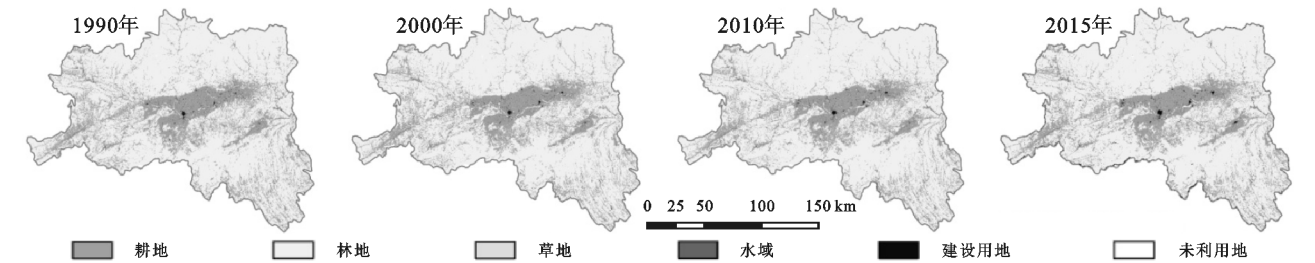 1990年 2000年 2010年 2015年
0 25 50 100 150 km
耕地 林地 草地 水域 建设用地 未利用地